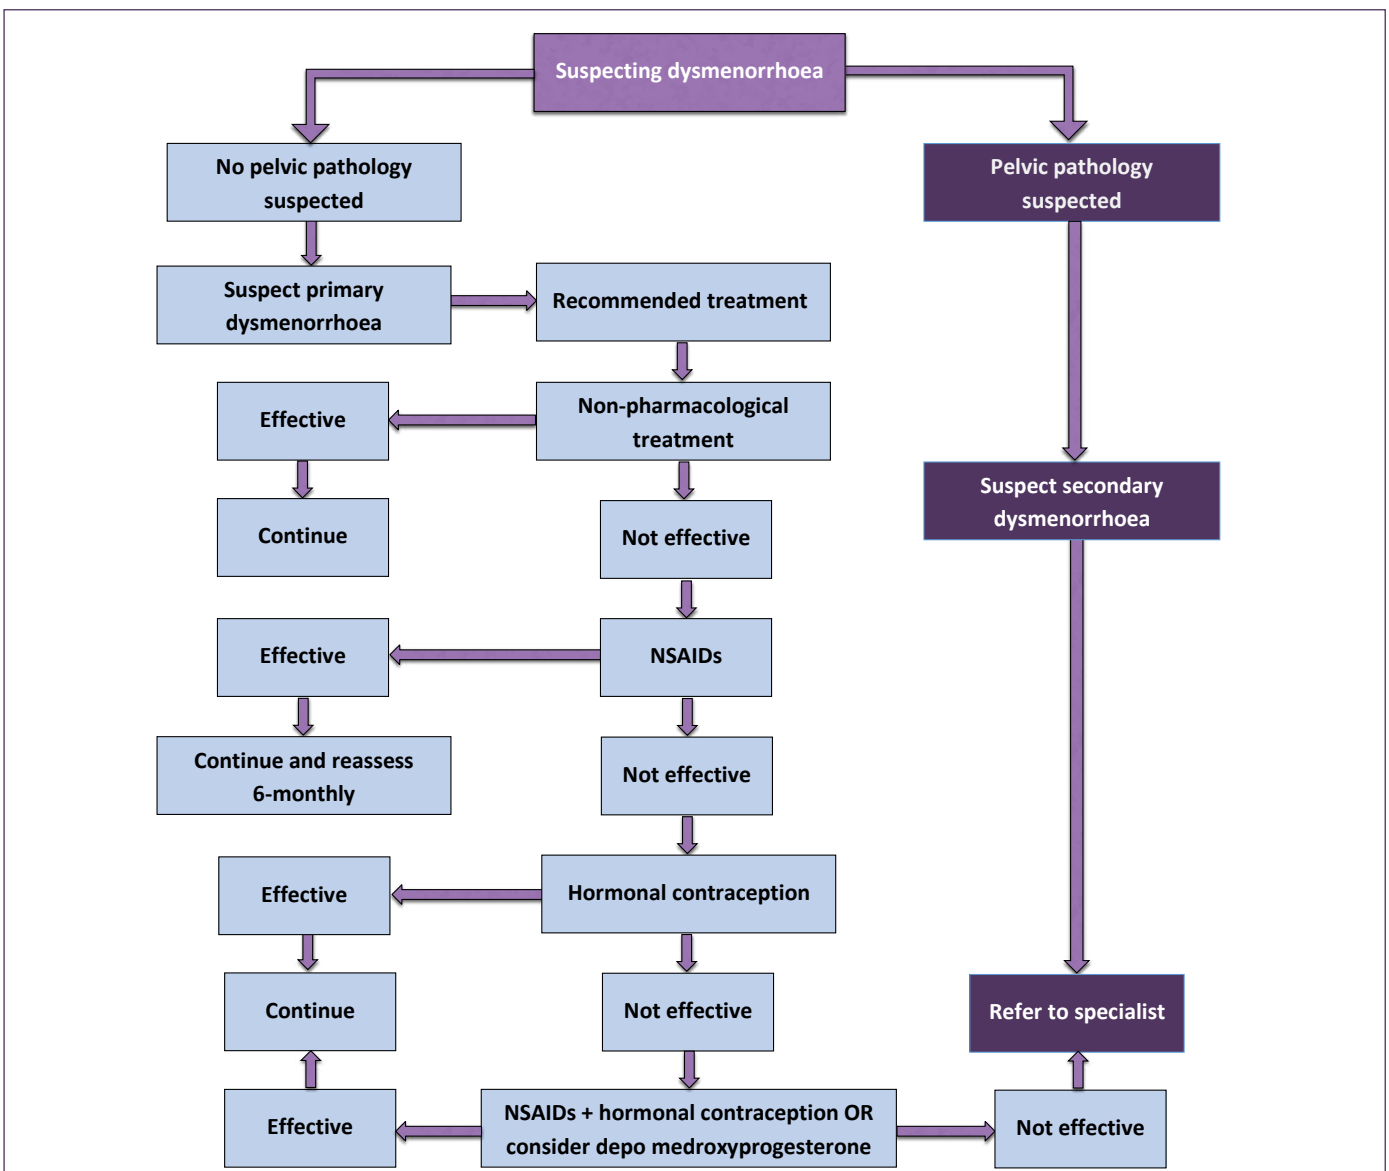 Suspecting dysmenorrhoea
No pelvic pathology
suspected
Pelvic pathology
suspected
Suspect primary
dysmenorrhoea
Recommended treatment
Effective
Non-pharmacological
treatment
Suspect secondary
dysmenorrhoea
Continue
Not effective
Effective
NSAIDs
Continue and reassess
6-monthly
Not effective
Effective
Hormonal contraception
Continue
Not effective
Refer to specialist
Effective
NSAIDs + hormonal contraception OR
consider depo medroxyprogesterone
Not effective